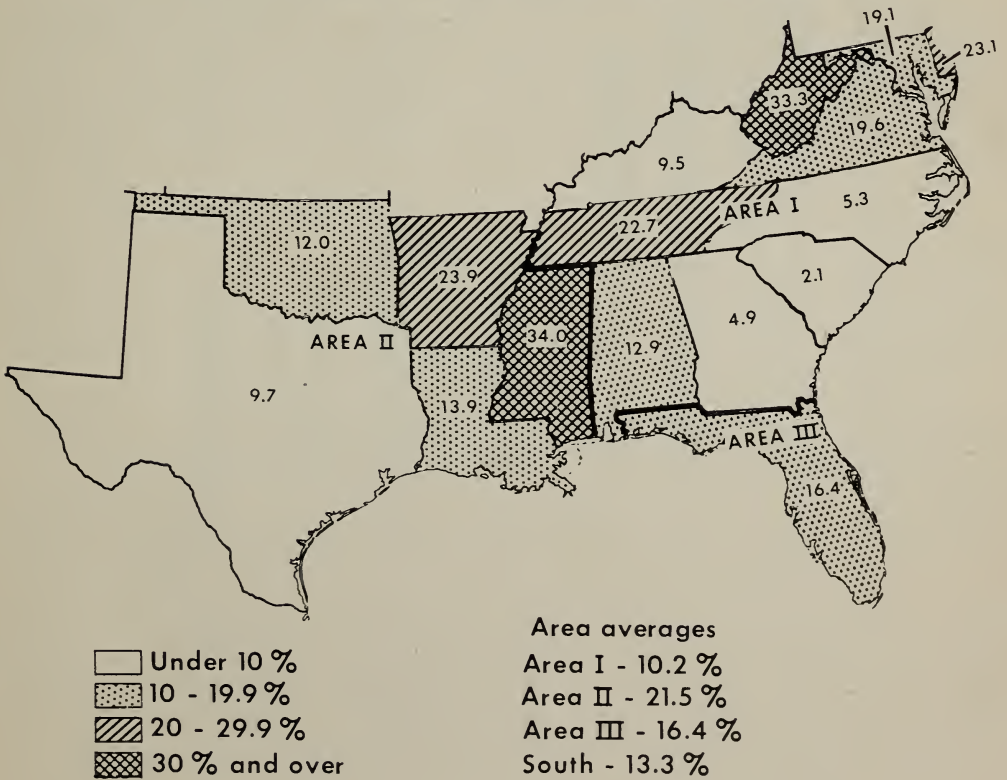 19.1
23.1
33.3
19.6
9.5
5.3
AREA I
22.7
12.0
23.9
2.1
4.9
34.0
12.9
AREA II
9.7
13.9
AREA III
16.4
Under 10 %
10 - 19.9 %
20 - 29.9 %
30 % and over
Area averages
Area I - 10.2 %
Area II - 21.5 %
Area III - 16.4 %
South - 13.3 %